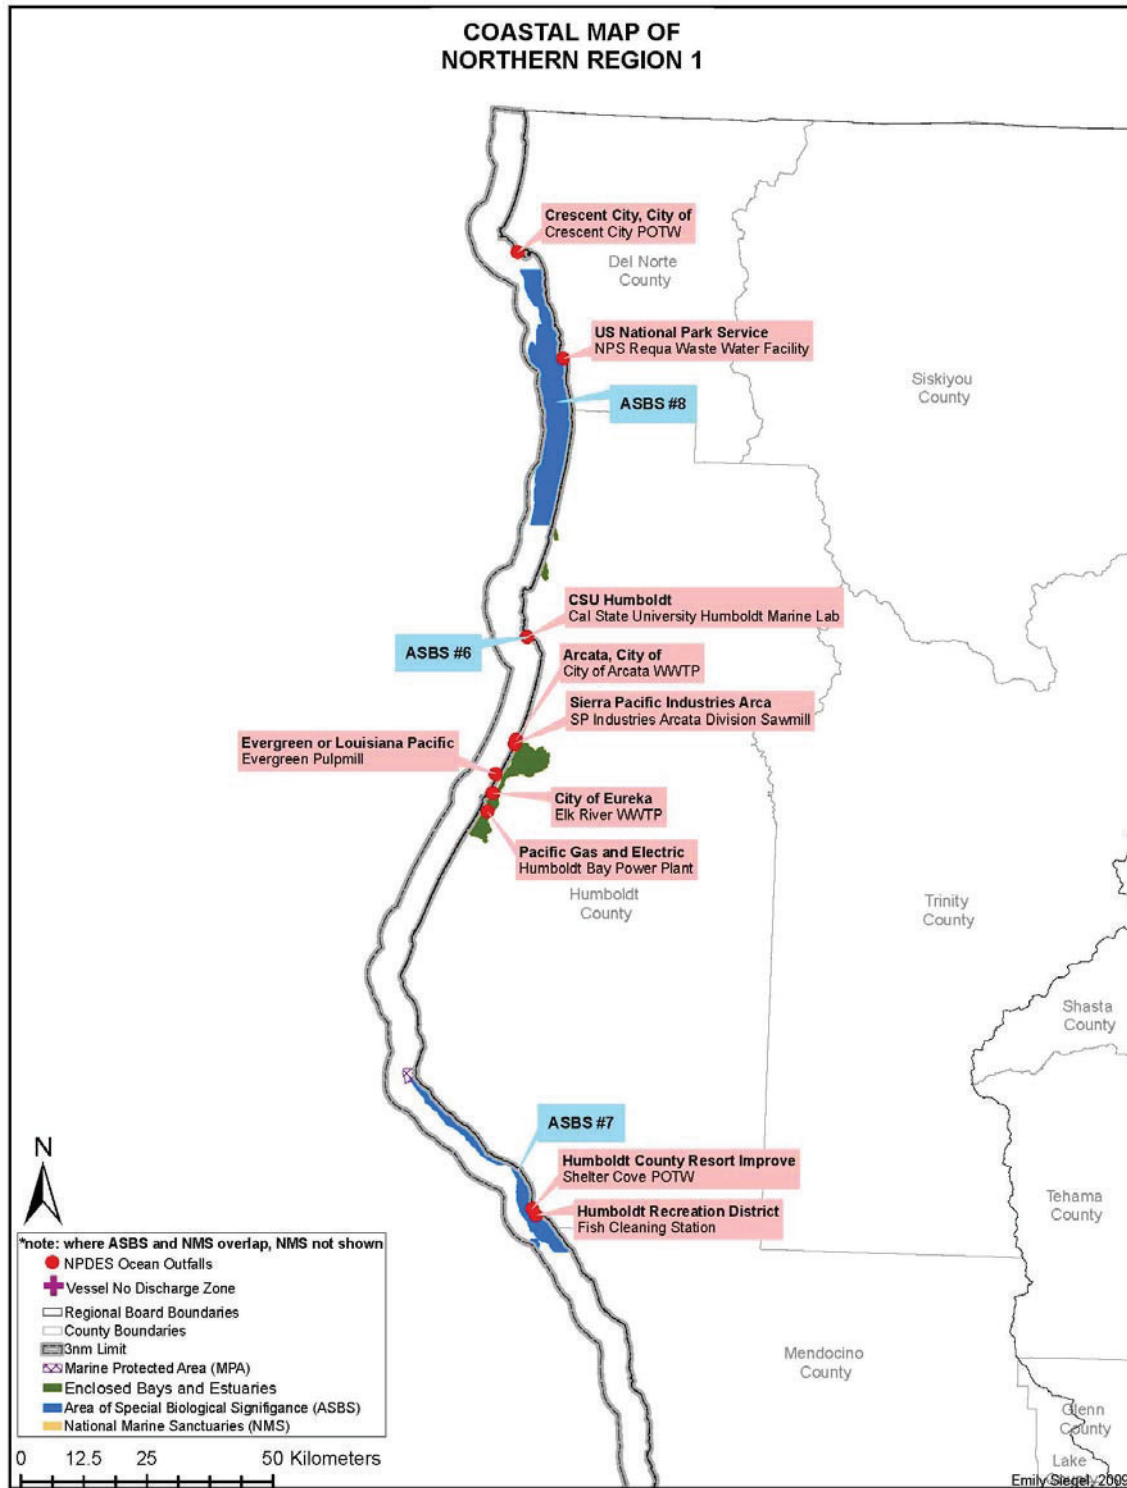 COASTAL MAP OF
NORTHERN REGION 1
Crescent City, City of
Crescent City POTW
Del Norte
County
US National Park Service
NPS Requa Waste Water Facility
Siskiyou
County
ASBS #8
CSU Humboldt
Cal State University Humboldt Marine Lab
ASBS #6
Arcata, City of
City of Arcata WWTP
Sierra Pacific Industries Arca
SP Industries Arcata Division Sawmill
Evergreen or Louisiana Pacific
Evergreen Pulpmill
City of Eureka
Elk River WWTP
Pacific Gas and Electric
Humboldt Bay Power Plant
Humboldt
County
Trinity
County
Shasta
County
ASBS #7
Humboldt County Resort Improve
Shelter Cove POTW
Humboldt Recreation District
Fish Cleaning Station
Tehama
County
N
*note: where ASBS and NMS overlap, NMS not shown
NPDES Ocean Outfalls
Vessel No Discharge Zone
Regional Board Boundaries
County Boundaries
3nm Limit
Marine Protected Area (MPA)
Enclosed Bays and Estuaries
Area of Special Biological Signifigance (ASBS)
National Marine Sanctuaries (NMS)
Mendocino
County
Glenn
County
Lake
County
0 12.5 25 50 Kilometers
Emily Siegel, 2009